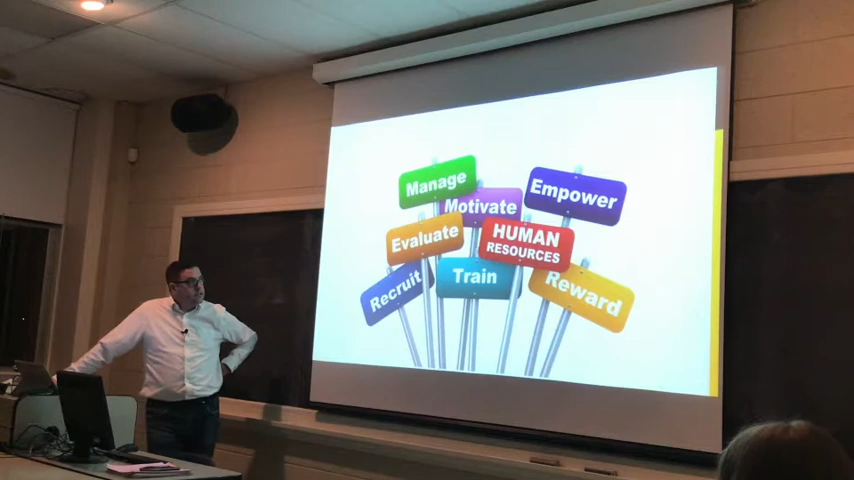 Manage
Empower
Motivate
Evaluate
HUMAN
RESOURCES
Recruit
Train
Reward